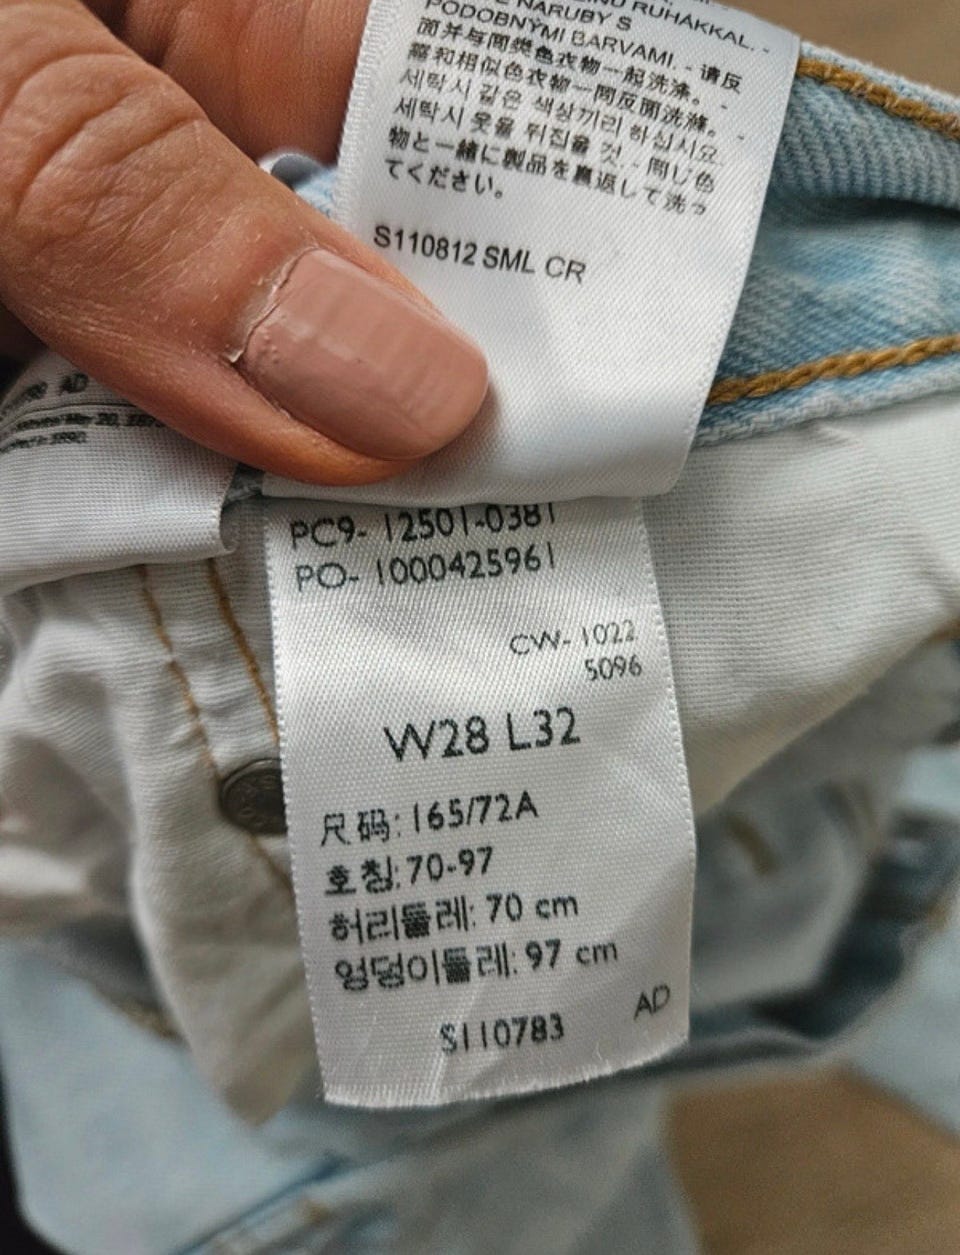 RUHÁKKAL. -
NARUBY S
PODOBNÝMI BARVAMI. - 请反
面并与同类色衣物一起洗涤。 -
和相似色衣物一同反面洗滌。 -
세탁시 같은 색상끼리 하십시요.
세탁시 옷을 뒤집을 것 - 同じ色
物と一緒に製品を裏返して洗っ
てください。
S110812 SML CR
AD
PC9- 12501-0381
PO- 1000425961
CW- 1022
5096
W28 L32
尺码: 165/72A
호칭: 70-97
허리둘레: 70 cm
엉덩이둘레: 97 cm
AD
S110783